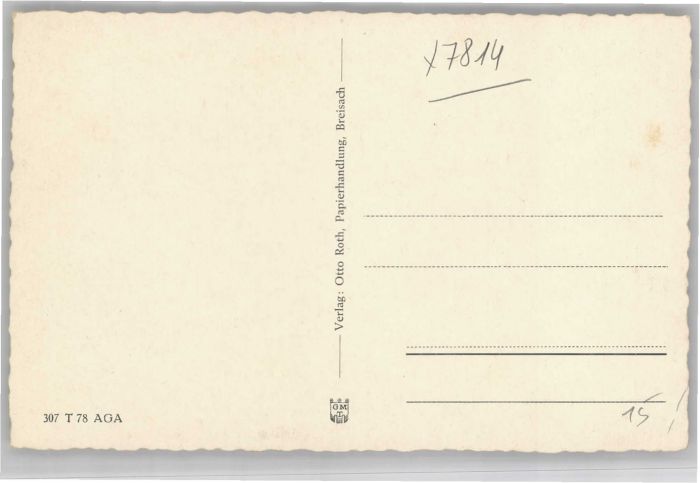 x7814
Verlag: Otto Roth, Papierhandlung, Breisach
307 T 78 AGA
15